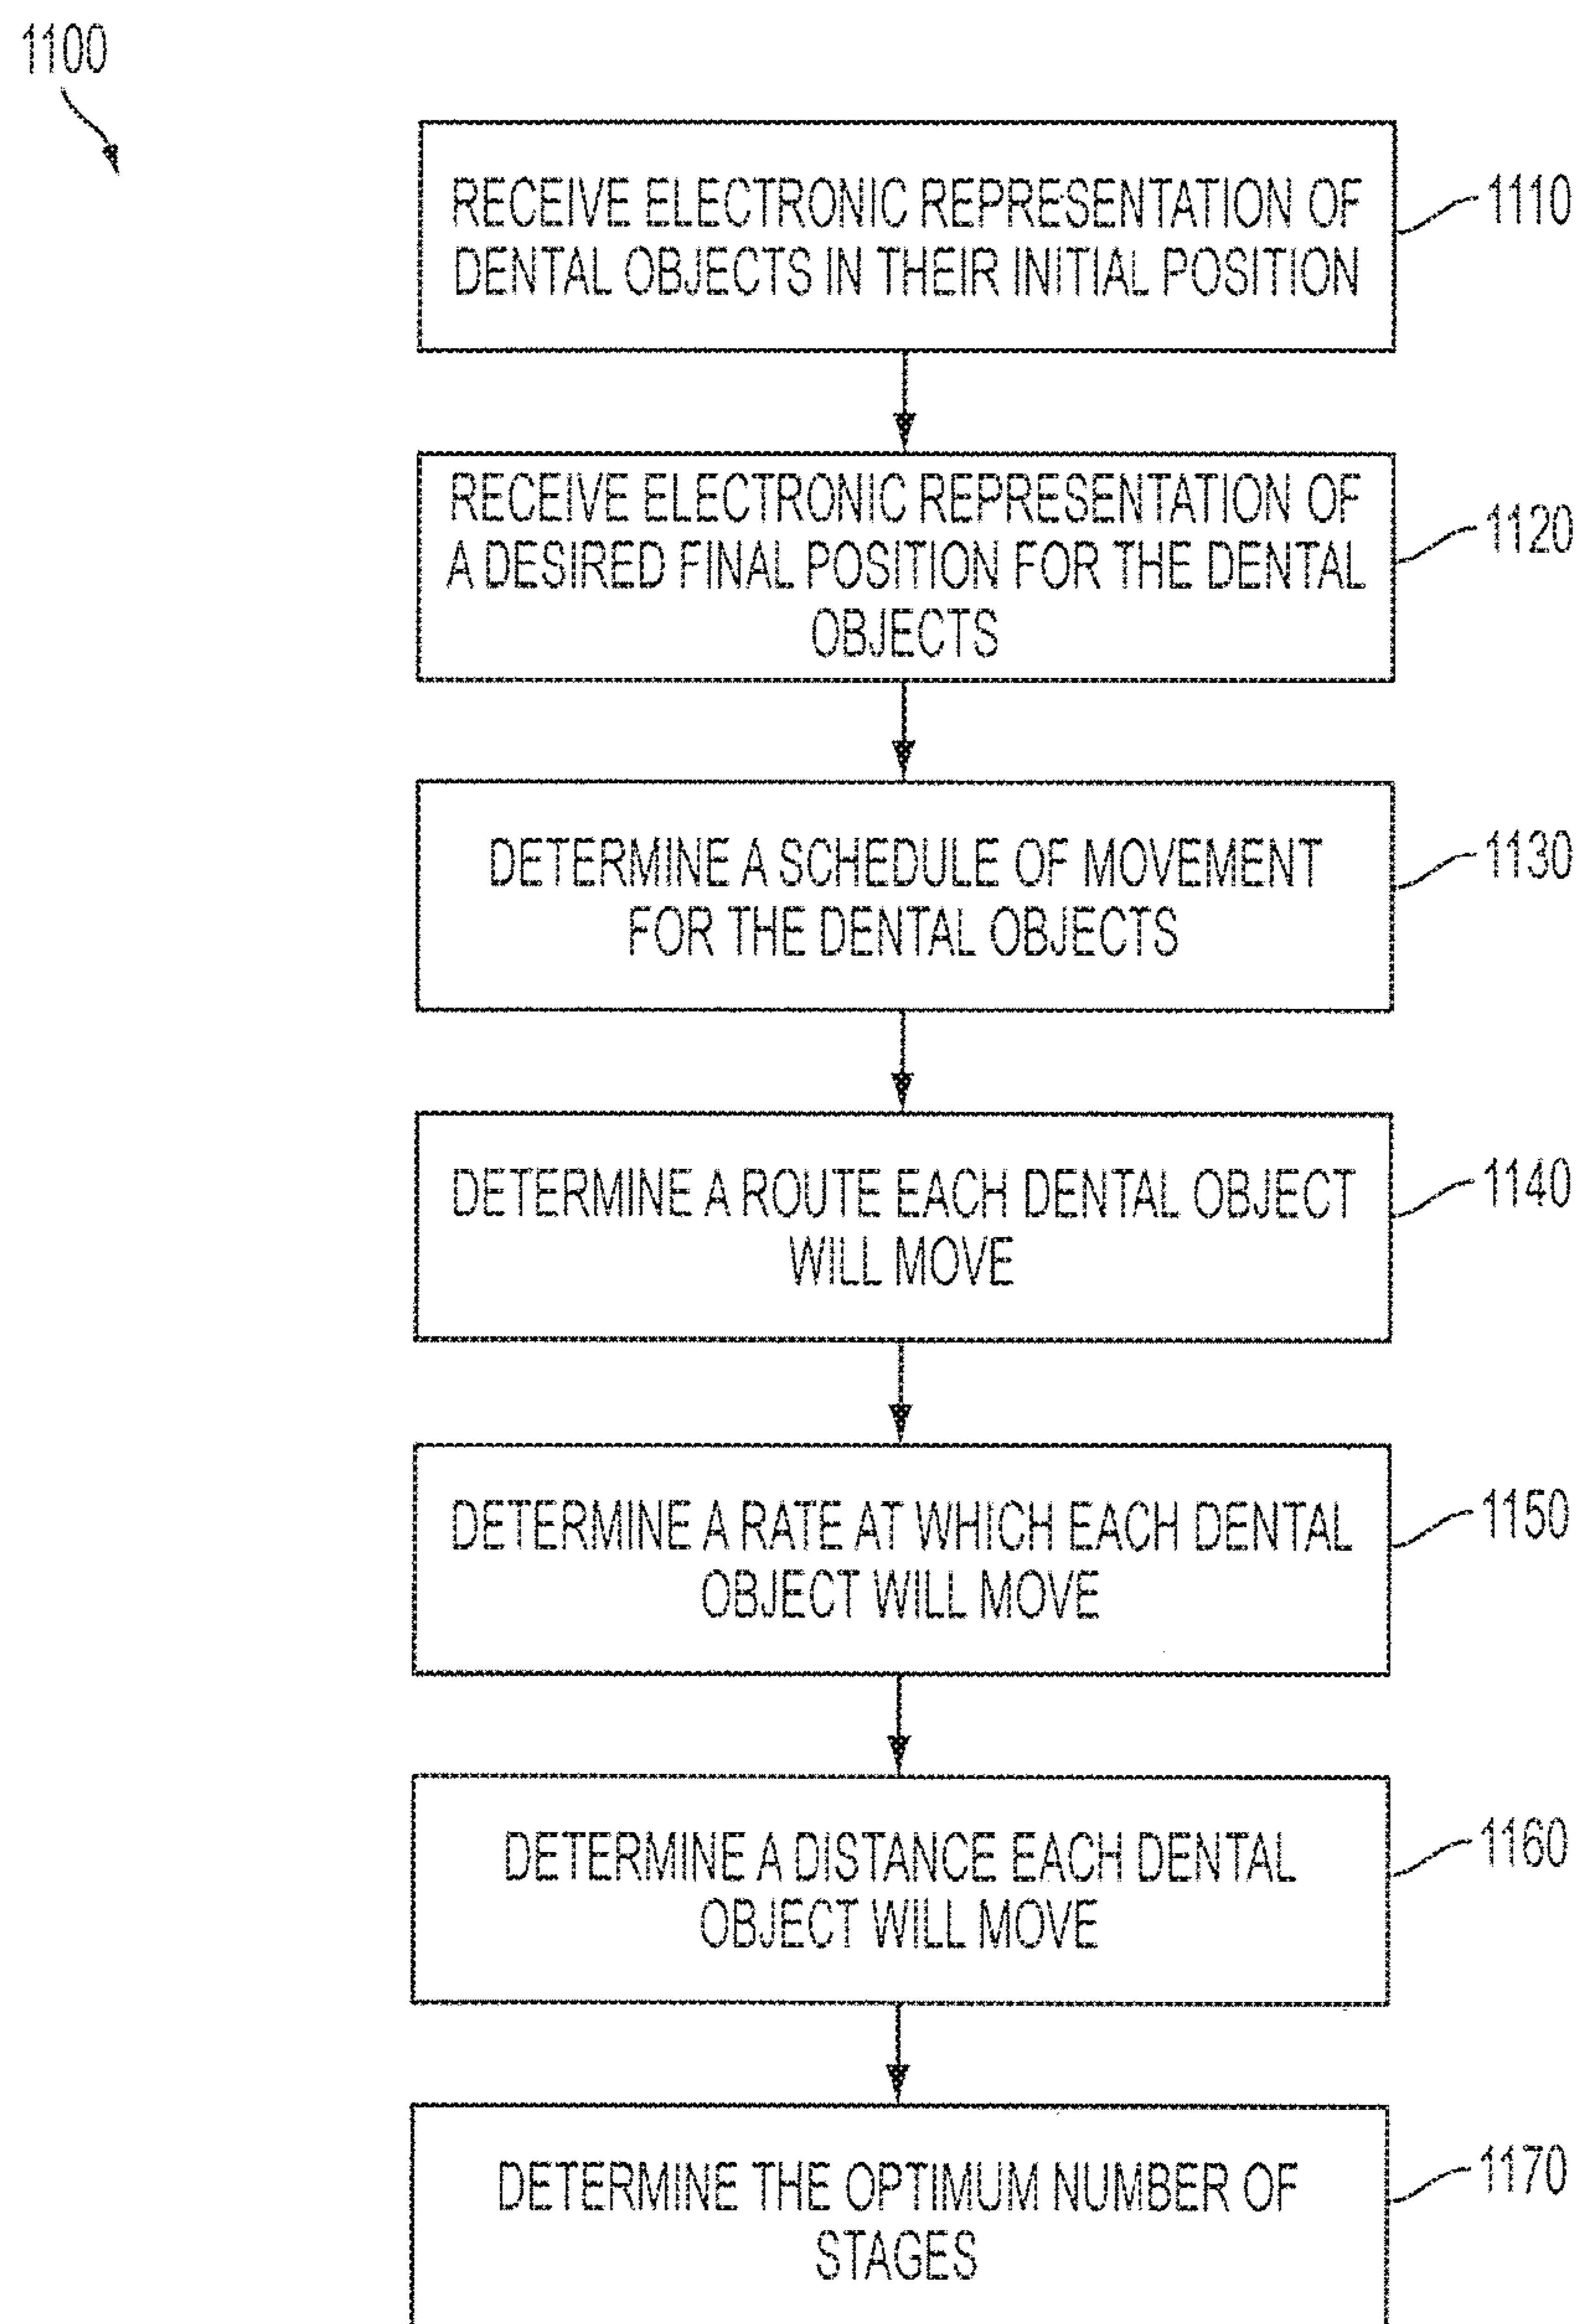 1100
RECEIVE ELECTRONIC REPRESENTATION OF
DENTAL OBJECTS IN THEIR INITIAL POSITION
1110
RECEIVE ELECTRONIC REPRESENTATION OF
A DESIRED FINAL POSITION FOR THE DENTAL
OBJECTS
1120
DETERMINE A SCHEDULE OF MOVEMENT
FOR THE DENTAL OBJECTS
1130
DETERMINE A ROUTE EACH DENTAL OBJECT
WILL MOVE
1140
DETERMINE A RATE AT WHICH EACH DENTAL
OBJECT WILL MOVE
1150
DETERMINE A DISTANCE EACH DENTAL
OBJECT WILL MOVE
1160
DETERMINE THE OPTIMUM NUMBER OF
STAGES
1170